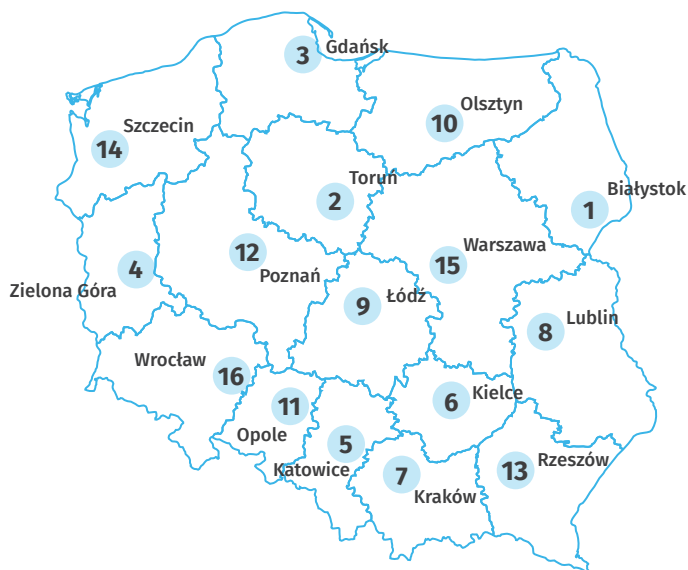 3
Gdańsk
Olsztyn
10
Szczecin
14
Toruń
2
Białystok
1
Warszawa
15
12
Poznań
4
Zielona Góra
Łódź
9
Lublin
8
Wrocław
16
Kielce
6
11
Opole
5
Katowice
Rzeszów
13
7
Kraków